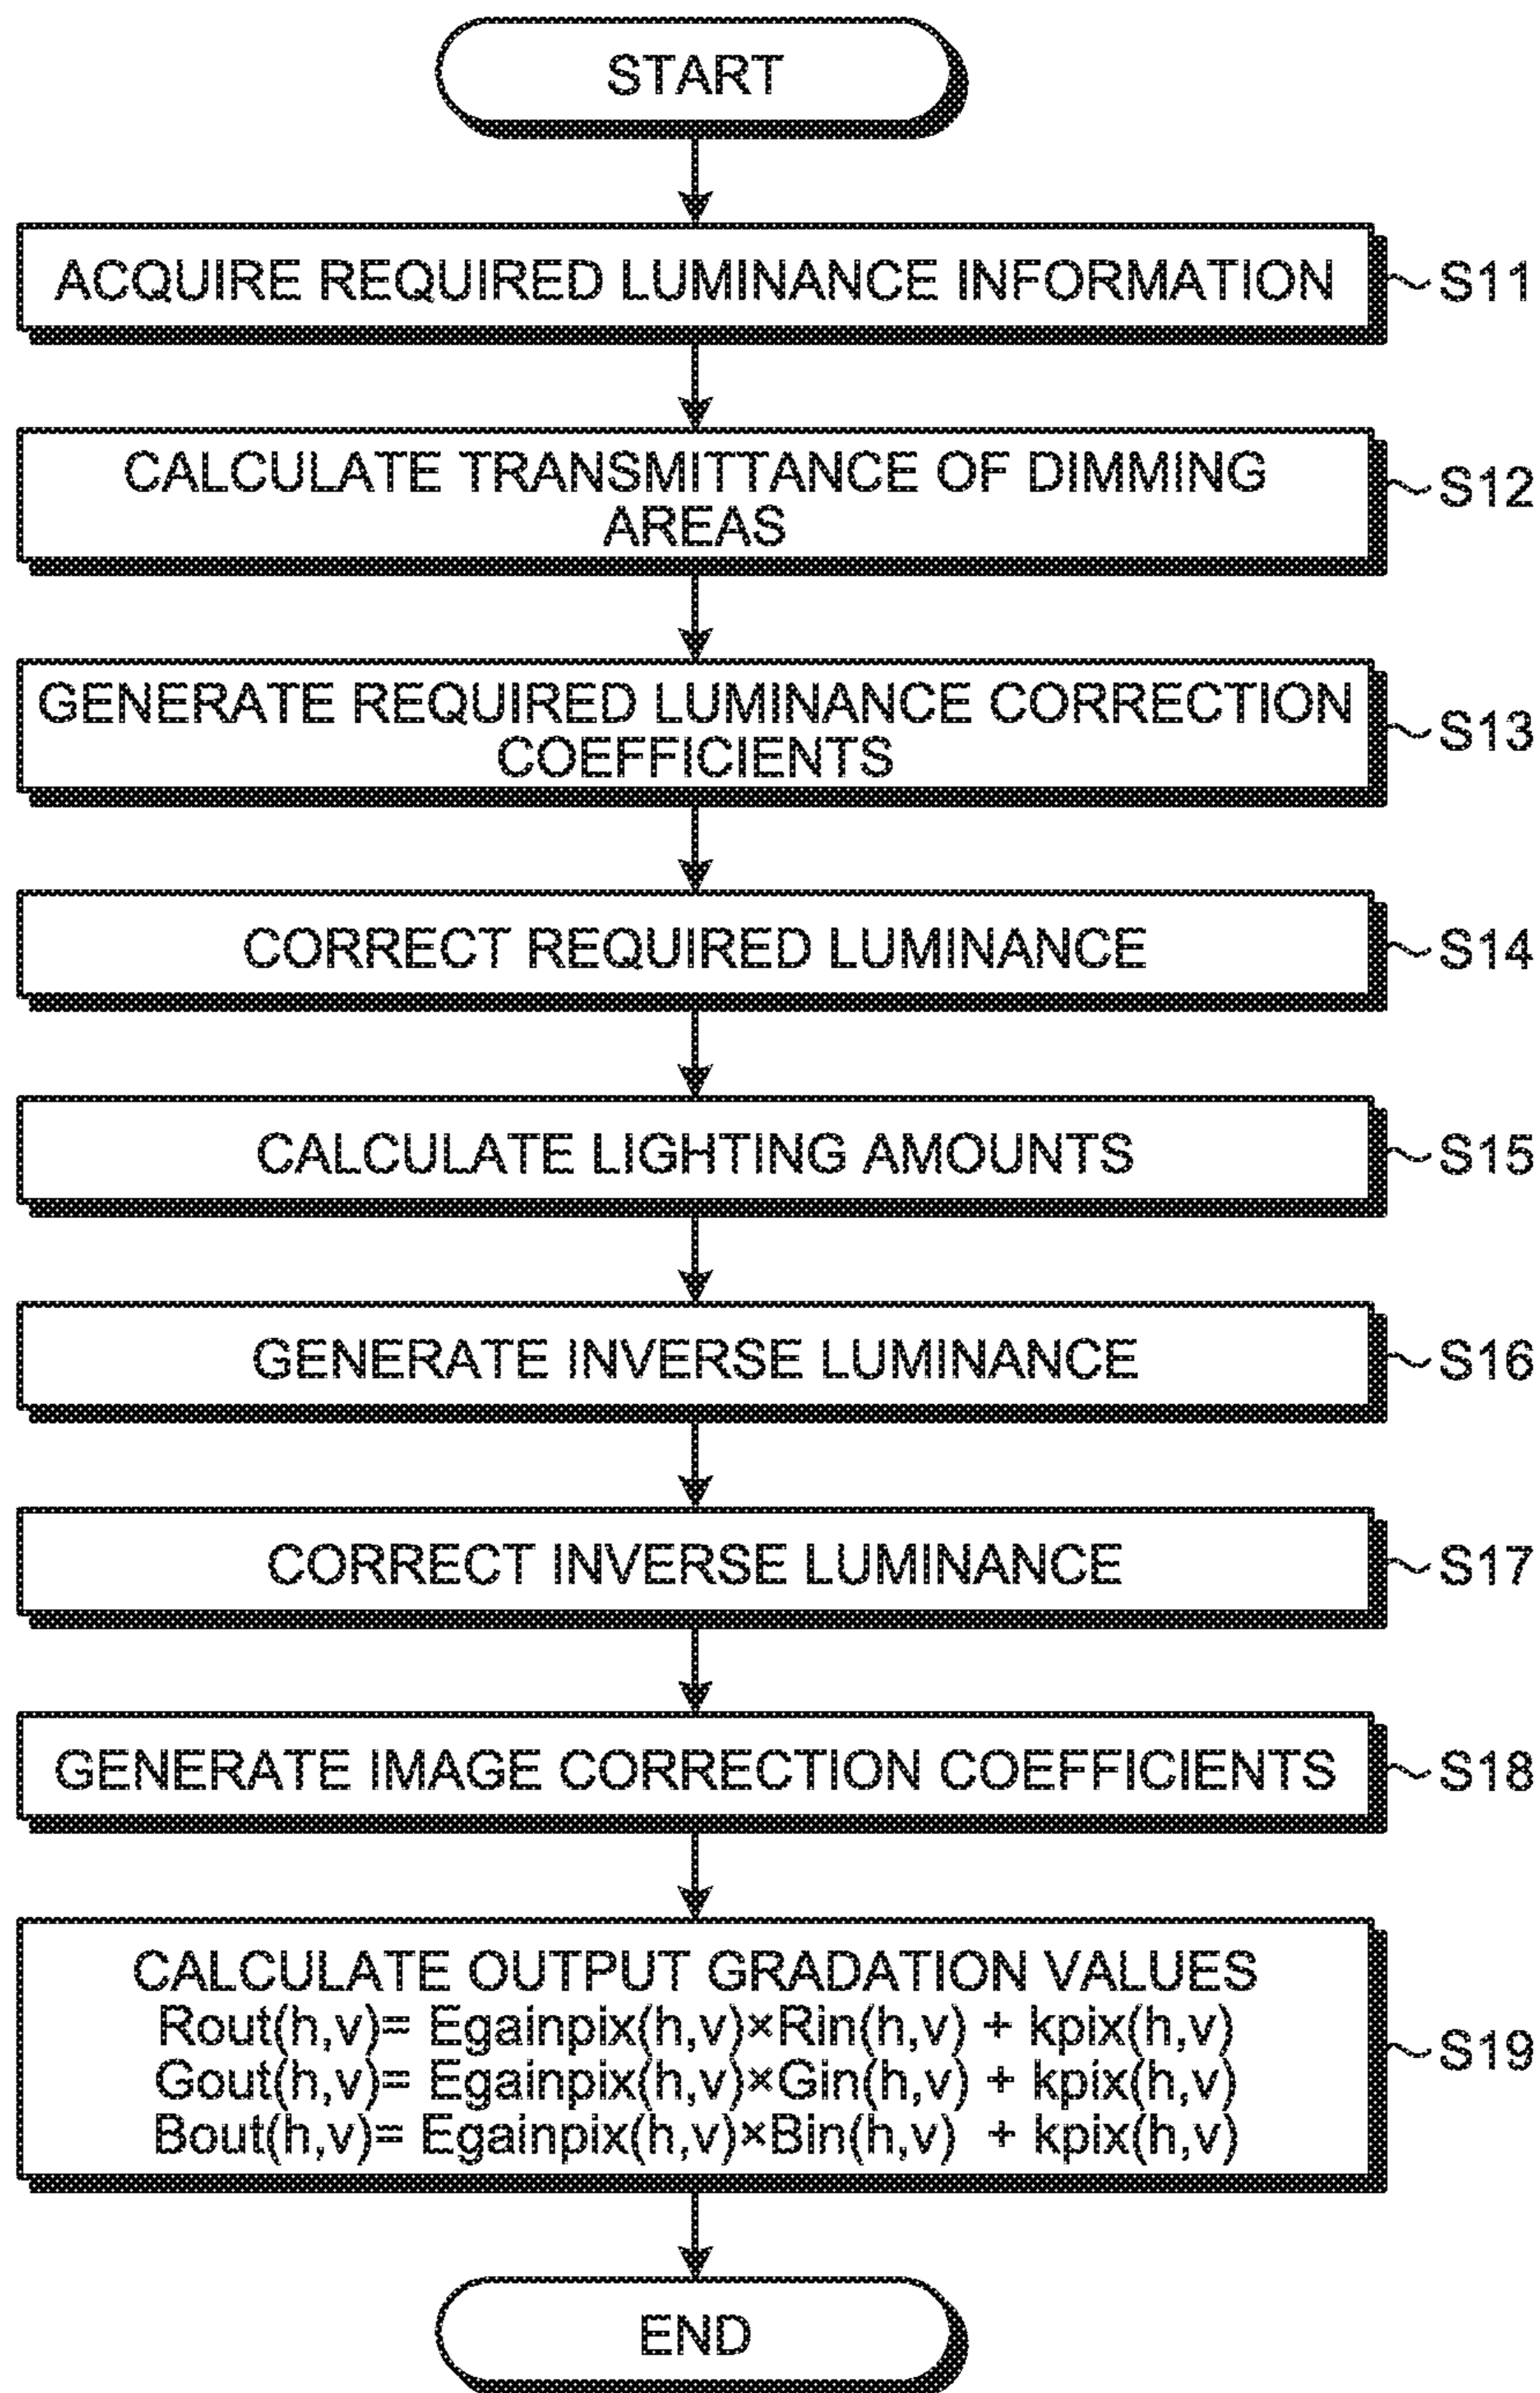 START
ACQUIRE REQUIRED LUMINANCE INFORMATION
S11
CALCULATE TRANSMITTANCE OF DIMMING
AREAS
S12
GENERATE REQUIRED LUMINANCE CORRECTION
COEFFICIENTS
S13
CORRECT REQUIRED LUMINANCE
S14
CALCULATE LIGHTING AMOUNTS
S15
GENERATE INVERSE LUMINANCE
S16
CORRECT INVERSE LUMINANCE
S17
GENERATE IMAGE CORRECTION COEFFICIENTS
S18
CALCULATE OUTPUT GRADATION VALUES
Rout(h,v)= Egainpix(h,v)×Rin(h,v) + kpix(h,v)
Gout(h,v)= Egainpix(h,v)×Gin(h,v) + kpix(h,v)
Bout(h,v)= Egainpix(h,v)×Bin(h,v) + kpix(h,v)
S19
END